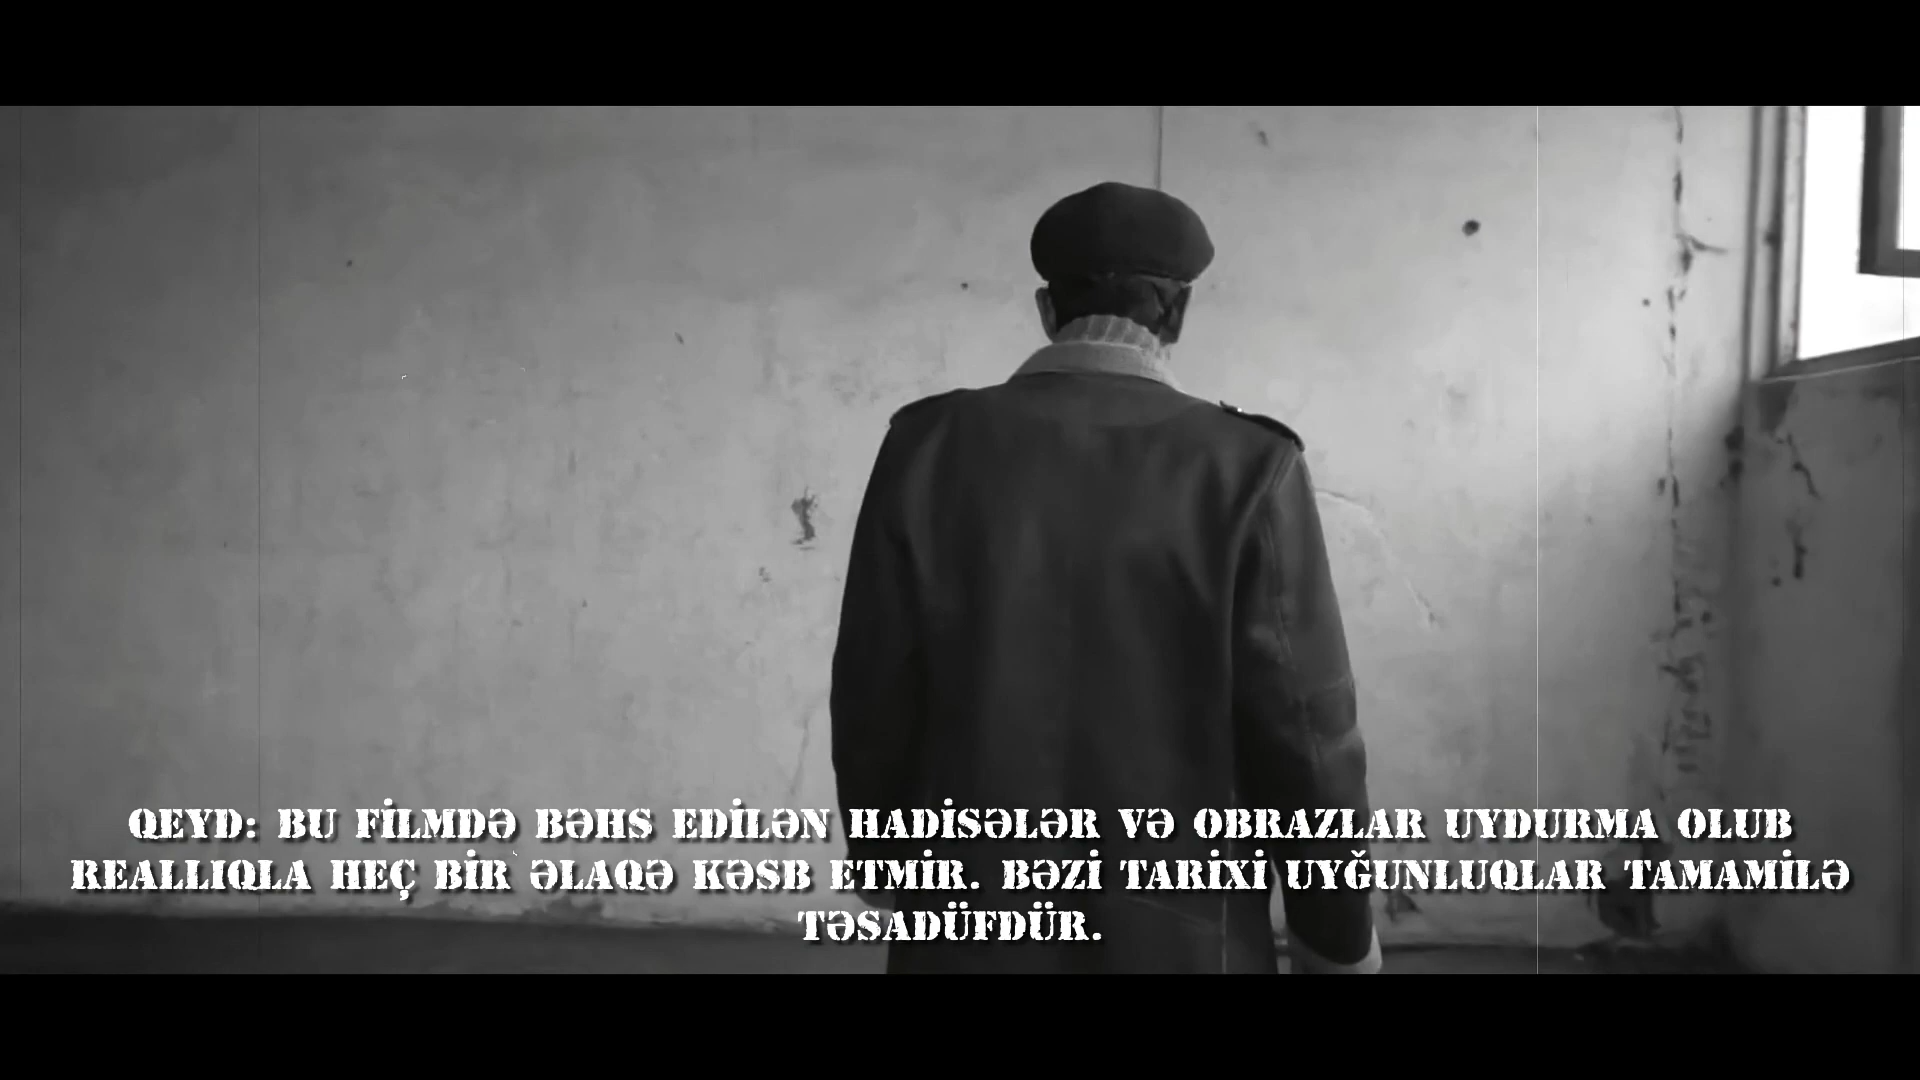 QEYD: BU FİLMDƏ BƏHS EDİLƏN HADİSƏLƏR VƏ OBRAZLAR UYDURMA OLUB
REALLIQLA HEÇ BİR ƏLAQƏ KƏSB ETMİR. BƏZİ TARİXİ UYĞUNLUQLAR TAMAMİLƏ
TƏSADÜFDÜR.